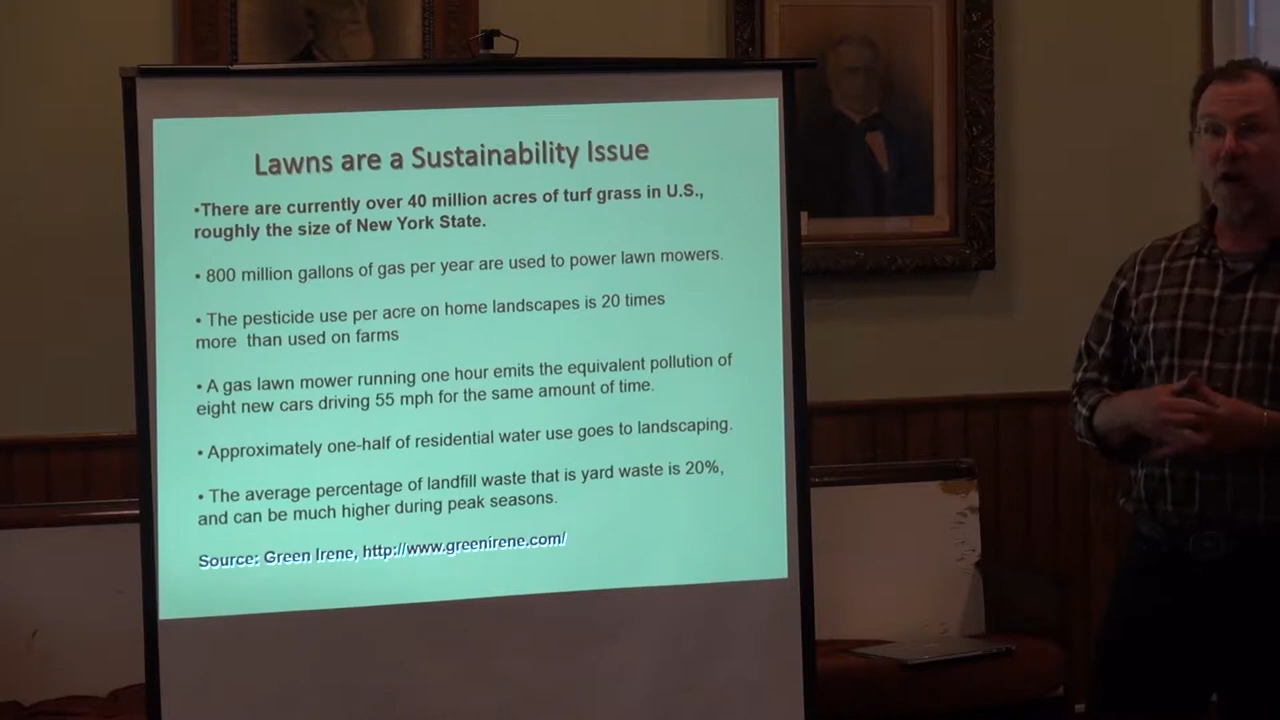 Lawns are a Sustainability Issue
•There are currently over 40 million acres of turf grass in U.S.,
roughly the size of New York State.
• 800 million gallons of gas per year are used to power lawn mowers.
• The pesticide use per acre on home landscapes is 20 times
more than used on farms
• A gas lawn mower running one hour emits the equivalent pollution of
eight new cars driving 55 mph for the same amount of time.
• Approximately one-half of residential water use goes to landscaping.
• The average percentage of landfill waste that is yard waste is 20%,
and can be much higher during peak seasons.
Source: Green Irene, http://www.greenirene.com/